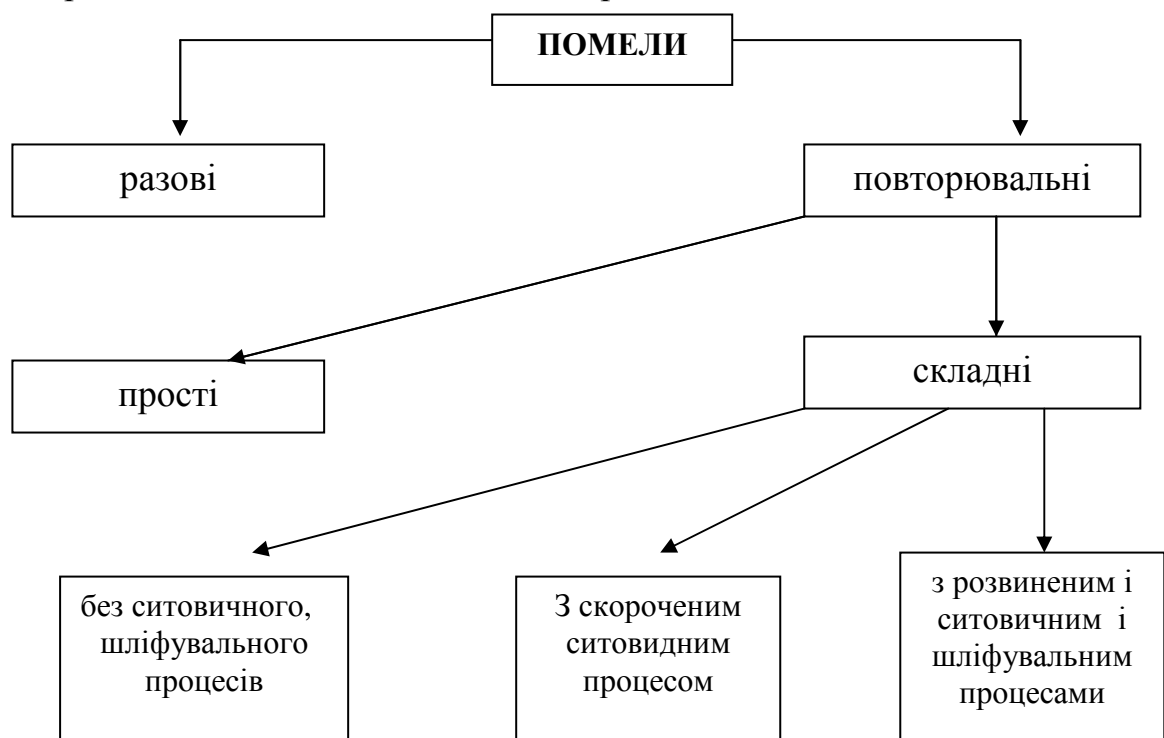 ПОМЕЛИ
разові
повторювальні
прості
складні
без ситовичного,
шліфувального
процесів
З скороченим
ситовидним
процесом
з розвиненим і
ситовичним і
шліфувальним
процесами